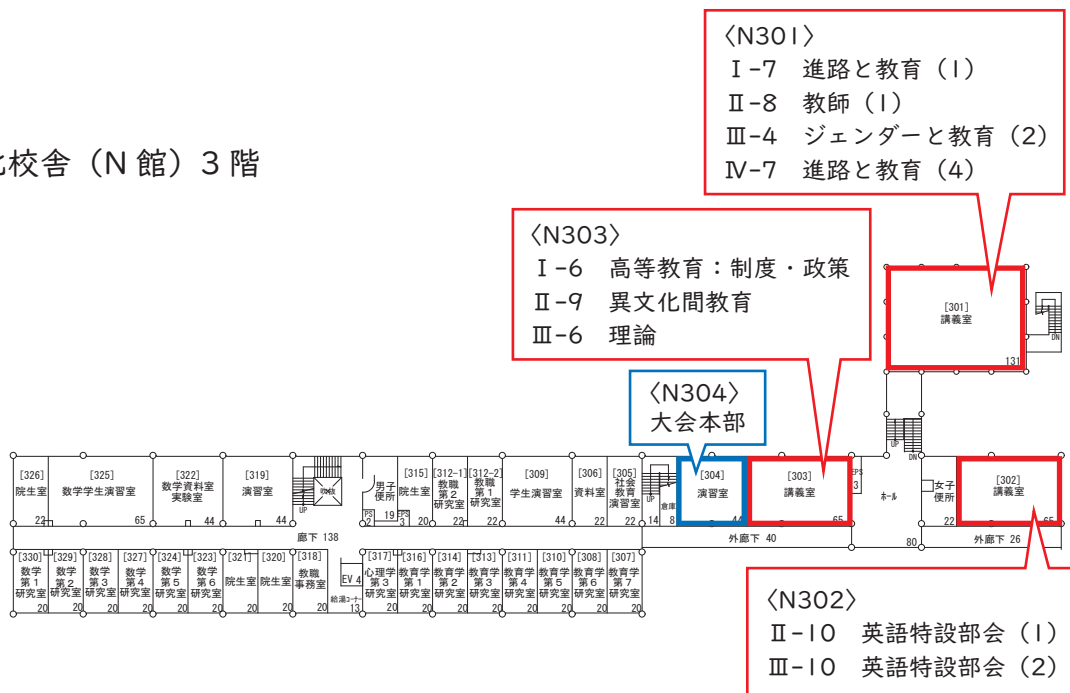 〈N301〉
Ⅰ-7 進路と教育（1）
Ⅱ-8 教師（1）
Ⅲ-4 ジェンダーと教育（2）
Ⅳ-7 進路と教育（4）
校舎（N 館）3 階
〈N303〉
Ⅰ-6 高等教育：制度・政策
Ⅱ-9 異文化間教育
Ⅲ-6 理論
[301]
講義室
131
DN
〈N304〉
大会本部
UP
DN
[326]
院生室
22
[325]
数学学生演習室
65
[322]
数学資料室
実験室
44
[319]
演習室
44
UP
男子
便所
PS
2
19
EPS
3
[315]
院生室
20
[312-1]
教職
第2
研究室
22
[312-2]
教職
第1
研究室
22
[309]
学生演習室
44
[306]
資料室
22
[305]
社会
教育
演習室
22
UP
14
倉庫
8
[304]
演習室
44
[303]
講義室
65
EPS
3
ホール
女子
便所
22
[302]
講義室
65
廊下 138
外廊下 40
80
外廊下 26
[330]
数学
第1
研究室
20
[329]
数学
第2
研究室
20
[328]
数学
第3
研究室
20
[327]
数学
第4
研究室
20
[324]
数学
第5
研究室
20
[323]
数学
第6
研究室
20
[321]
院生室
20
[320]
院生室
20
[318]
教職
事務室
20
EV 4
給湯コーナー
13
[317]
心理学
第3
研究室
20
[316]
教育学
第1
研究室
20
[314]
教育学
第2
研究室
20
[313]
教育学
第3
研究室
20
[311]
教育学
第4
研究室
20
[310]
教育学
第5
研究室
20
[308]
教育学
第6
研究室
20
[307]
教育学
第7
研究室
20
〈N302〉
Ⅱ-10 英語特設部会（1）
Ⅲ-10 英語特設部会（2）